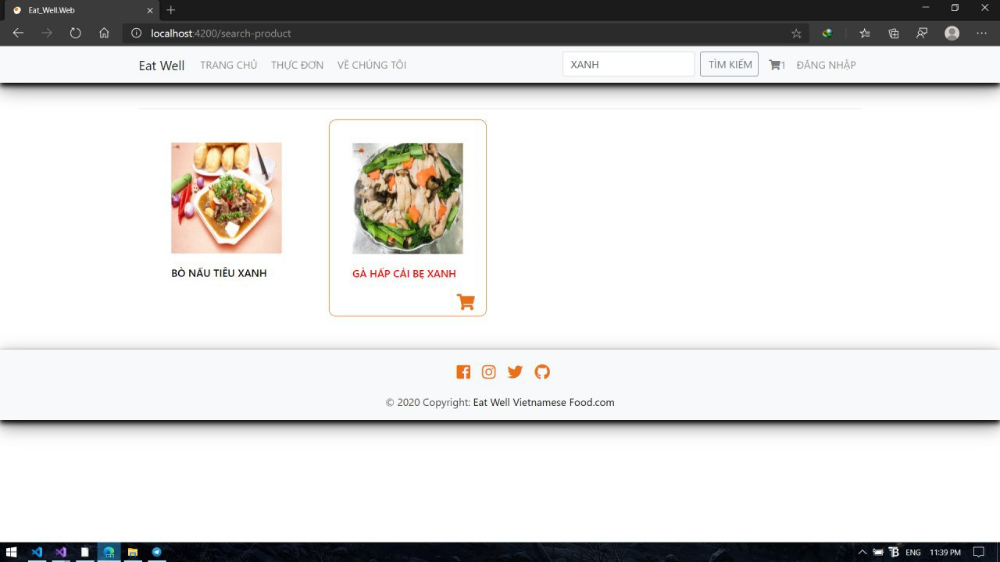 Eat_Well.Web
localhost:4200/search-product
Eat Well TRANG CHỦ THỰC ĐƠN VỀ CHÚNG TÔI XANH TÌM KIẾM 1 ĐĂNG NHẬP
BÒ NẤU TIÊU XANH GÀ HẤP CẢI BẸ XANH
© 2020 Copyright: Eat Well Vietnamese Food.com
ENG 11:39 PM